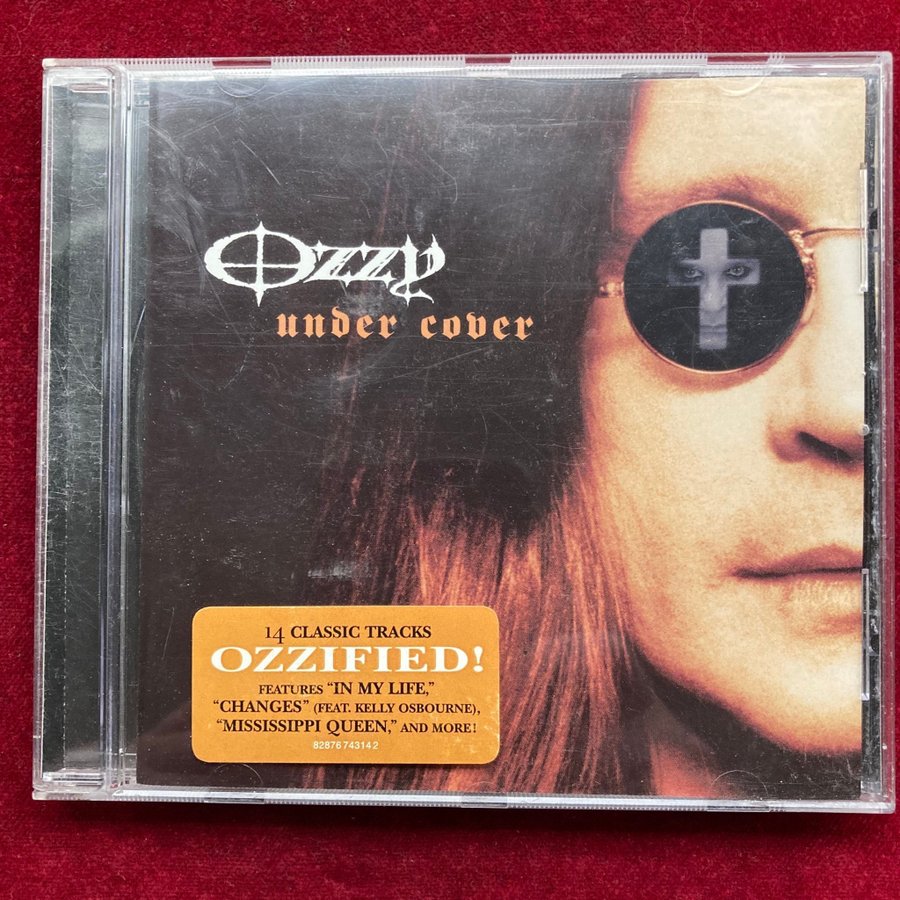 Ozzy
under cover
14 CLASSIC TRACKS
OZZIFIED!
FEATURES "IN MY LIFE,"
"CHANGES" (FEAT. KELLY OSBOURNE),
"MISSISSIPPI QUEEN," AND MORE!
82876743142